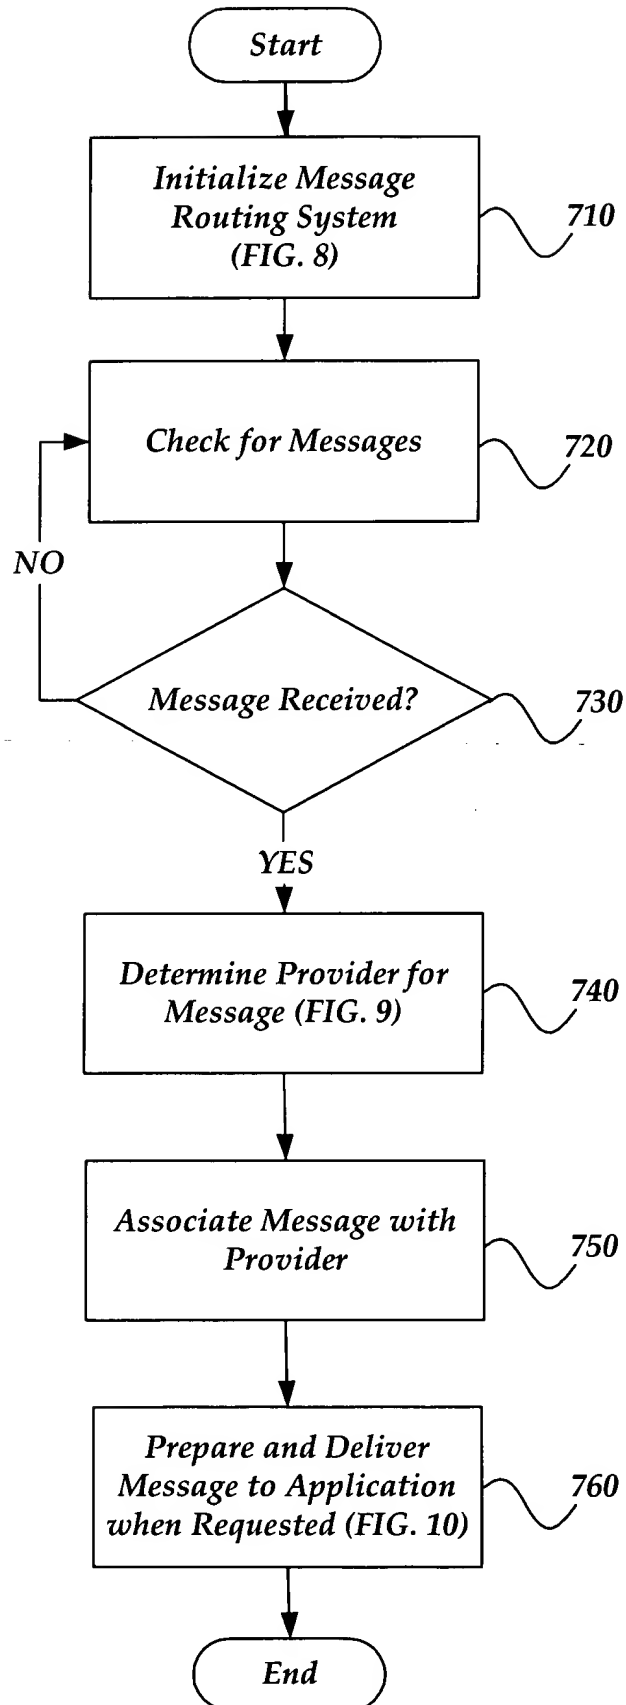 Start
Initialize Message
Routing System
(FIG. 8)
710
Check for Messages
720
NO
Message Received?
730
YES
Determine Provider for
Message (FIG. 9)
740
Associate Message with
Provider
750
Prepare and Deliver
Message to Application
when Requested (FIG. 10)
760
End